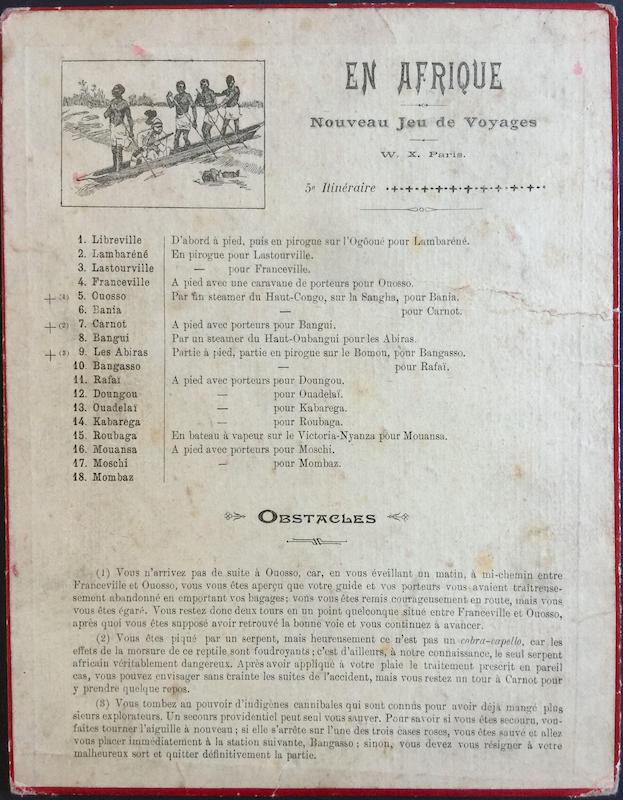 EN AFRIQUE
Nouveau Jeu de Voyages
W. X. Paris.
5e Itinéraire
1. Libreville D'abord à pied, puis en pirogue sur l'Ogôoué pour Lambaréné.
2. Lambaréné En pirogue pour Lastourville.
3. Lastourville — pour Franceville.
4. Franceville A pied avec une caravane de porteurs pour Ouosso.
(1) 5. Ouosso Par un steamer du Haut-Congo, sur la Sangha, pour Bania.
6. Bania — pour Carnot.
(2) 7. Carnot A pied avec porteurs pour Bangui.
8. Bangui Par un steamer du Haut-Oubangui pour les Abiras.
(3) 9. Les Abiras Partie à pied, partie en pirogue sur le Bomou, pour Bangasso.
10. Bangasso — pour Rafaï.
11. Rafaï A pied avec porteurs pour Doungou.
12. Doungou — pour Ouadelaï.
13. Ouadelaï — pour Kabarega.
14. Kabarega — pour Roubaga.
15. Roubaga En bateau à vapeur sur le Victoria-Nyanza pour Mouansa.
16. Mouansa A pied avec porteurs pour Moschi.
17. Moschi — pour Mombaz.
18. Mombaz
OBSTACLES
(1) Vous n'arrivez pas de suite à Ouosso, car, en vous éveillant un matin, à mi-chemin entre
Franceville et Ouosso, vous vous êtes aperçu que votre guide et vos porteurs vous avaient traîtreuse-
sement abandonné en emportant vos bagages; vous vous êtes remis courageusement en route, mais vous
vous êtes égaré. Vous restez donc deux tours en un point quelconque situé entre Franceville et Ouosso,
après quoi vous êtes supposé avoir retrouvé la bonne voie et vous continuez à avancer.
(2) Vous êtes piqué par un serpent, mais heureusement ce n'est pas un cobra-capello, car les
effets de la morsure de ce reptile sont foudroyants; c'est d'ailleurs, à notre connaissance, le seul serpent
africain véritablement dangereux. Après avoir appliqué à votre plaie le traitement prescrit en pareil
cas, vous pouvez envisager sans crainte les suites de l'accident, mais vous restez un tour à Carnot pour
y prendre quelque repos.
(3) Vous tombez au pouvoir d'indigènes cannibales qui sont connus pour avoir déjà mangé plu
sieurs explorateurs. Un secours providentiel peut seul vous sauver. Pour savoir si vous êtes secouru, vou-
faites tourner l'aiguille à nouveau; si elle s'arrête sur l'une des trois cases roses, vous êtes sauvé et allez
vous placer immédiatement à la station suivante, Bangasso; sinon, vous devez vous résigner à votre
malheureux sort et quitter définitivement la partie.